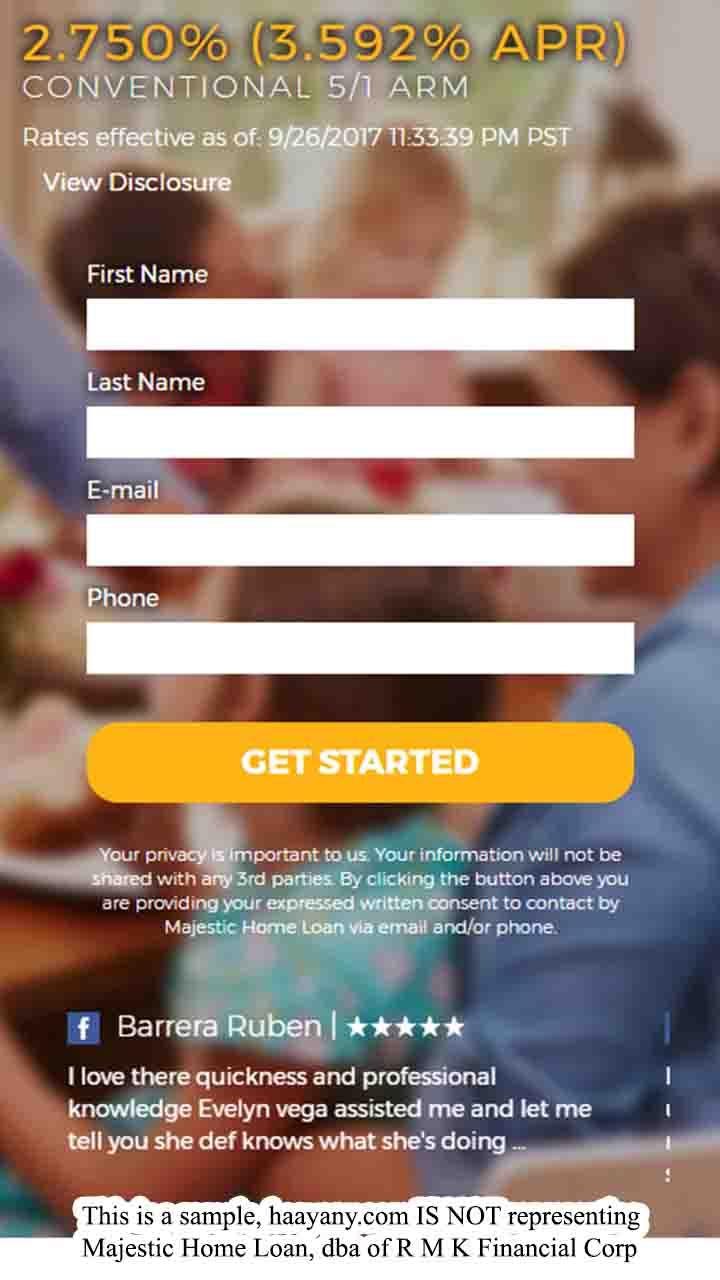 2.750% (3.592% APR)
CONVENTIONAL 5/1 ARM
Rates effective as of: 9/26/2017 11:33:39 PM PST
View Disclosure
First Name
Last Name
E-mail
Phone
GET STARTED
Your privacy is important to us. Your information will not be
shared with any 3rd parties. By clicking the button above you
are providing your expressed written consent to contact by
Majestic Home Loan via email and/or phone.
f Barrera Ruben | ★★★★★
I love there quickness and professional
knowledge Evelyn vega assisted me and let me
tell you she def knows what she's doing ...
This is a sample, haayany.com IS NOT representing
Majestic Home Loan, dba of R M K Financial Corp